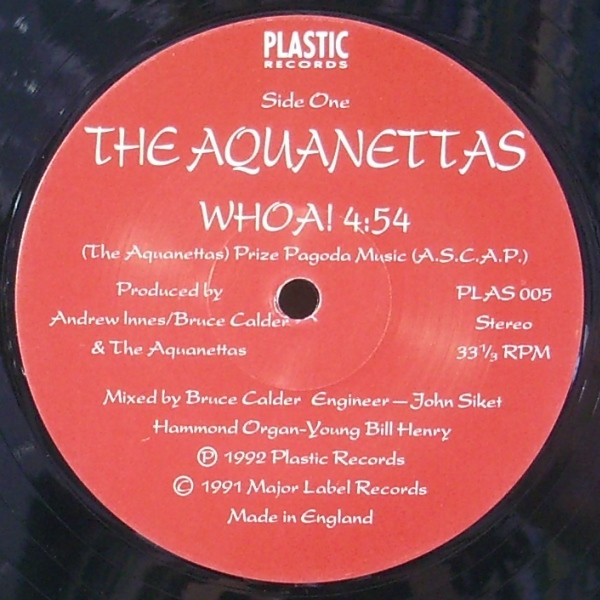 PLASTIC
RECORDS
Side One
THE AQUANETTAS
WHOA! 4:54
(The Aquanettas) Prize Pagoda Music (A.S.C.A.P.)
Produced by
Andrew Innes/Bruce Calder
& The Aquanettas
PLAS 005
Stereo
33⅓ RPM
Mixed by Bruce Calder Engineer—John Siket
Hammond Organ-Young Bill Henry
Ⓟ 1992 Plastic Records
© 1991 Major Label Records
Made in England